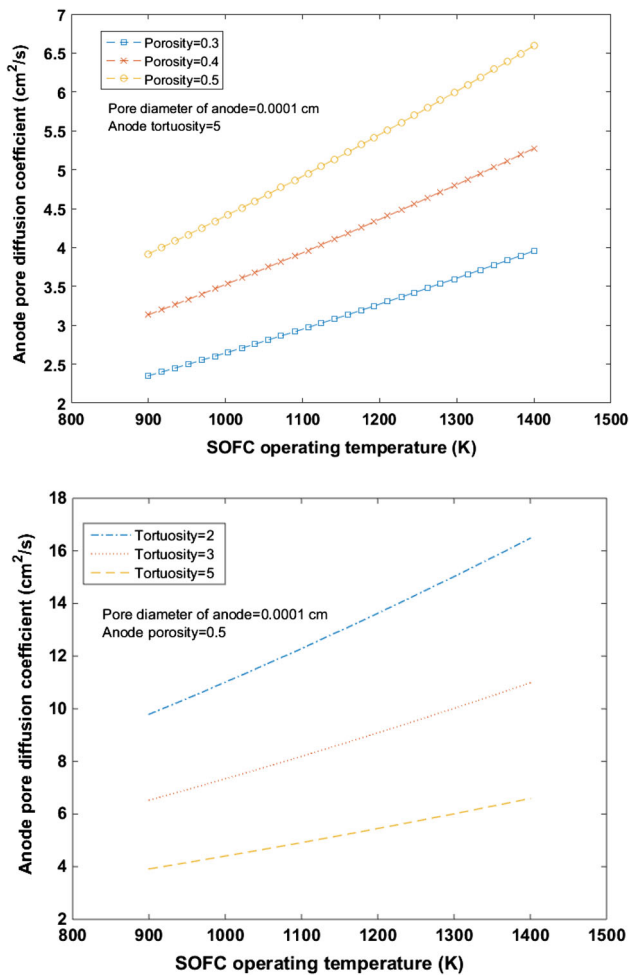 7
6.5
6
5.5
5
4.5
4
3.5
3
2.5
2
Anode pore diffusion coefficient (cm²/s)
Porosity=0.3
Porosity=0.4
Porosity=0.5
Pore diameter of anode=0.0001 cm
Anode tortuosity=5
800 900 1000 1100 1200 1300 1400 1500
SOFC operating temperature (K)
18
16
14
12
10
8
6
4
2
Anode pore diffusion coefficient (cm²/s)
Tortuosity=2
Tortuosity=3
Tortuosity=5
Pore diameter of anode=0.0001 cm
Anode porosity=0.5
800 900 1000 1100 1200 1300 1400 1500
SOFC operating temperature (K)